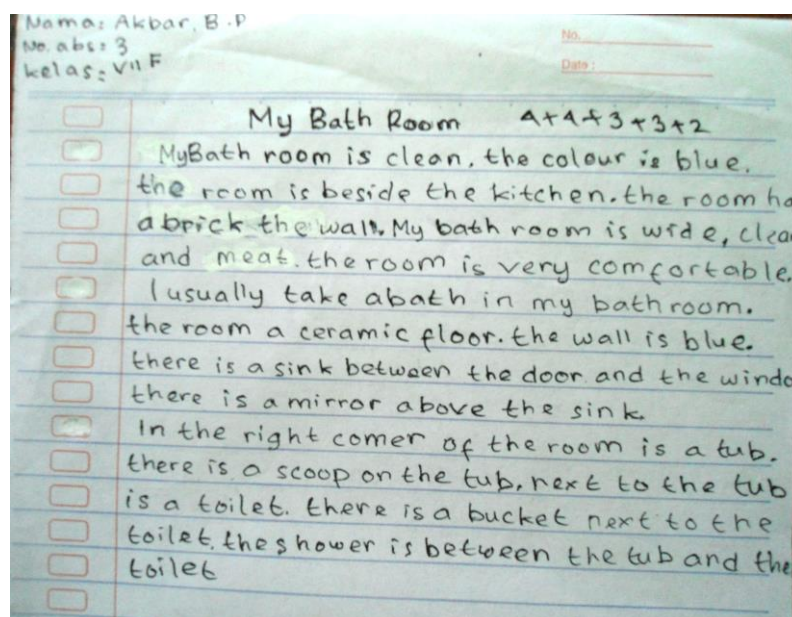 Nama: Akbar. B.P
No. abs: 3
kelas: VII F
No.
Date:
My Bath Room 4+4+3+3+2
MyBath room is clean. the colour is blue.
the room is beside the kitchen. the room ha
a brick the wall. My bath room is wide, clea
and meat. the room is very comfortable.
I usually take abath in my bathroom.
the room a ceramic floor. the wall is blue.
there is a sink between the door and the windo
there is a mirror above the sink.
In the right comer of the room is a tub.
there is a scoop on the tub, next to the tub
is a toilet. there is a bucket next to the
toilet. the shower is between the tub and the
toilet